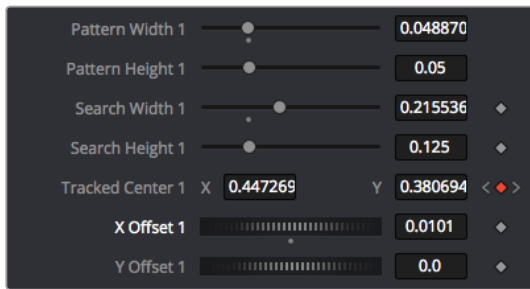 Pattern Width 1 0.048870
Pattern Height 1 0.05
Search Width 1 0.215536
Search Height 1 0.125
Tracked Center 1 X 0.447269 Y 0.380694
X Offset 1 0.0101
Y Offset 1 0.0